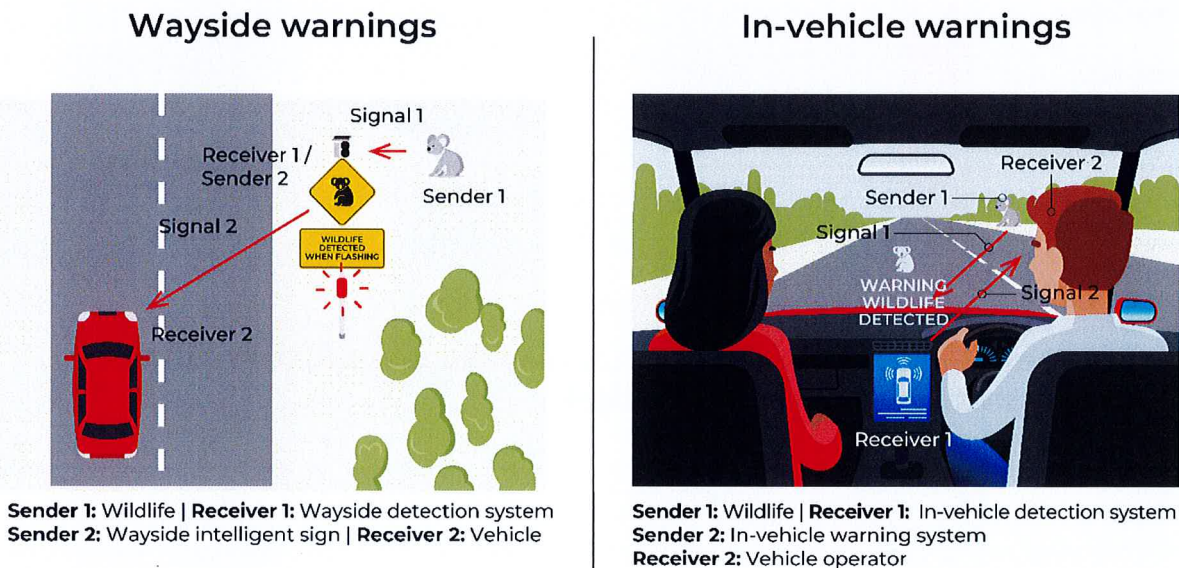 Wayside warnings
Signal 1
Receiver 1 /
Sender 2
Sender 1
Signal 2
WILDLIFE
DETECTED
WHEN FLASHING
Receiver 2
Sender 1: Wildlife | Receiver 1: Wayside detection system
Sender 2: Wayside intelligent sign | Receiver 2: Vehicle
In-vehicle warnings
Receiver 2
Sender 1
Signal 1
WARNING
WILDLIFE
DETECTED
Signal 2
Receiver 1
Sender 1: Wildlife | Receiver 1: In-vehicle detection system
Sender 2: In-vehicle warning system
Receiver 2: Vehicle operator